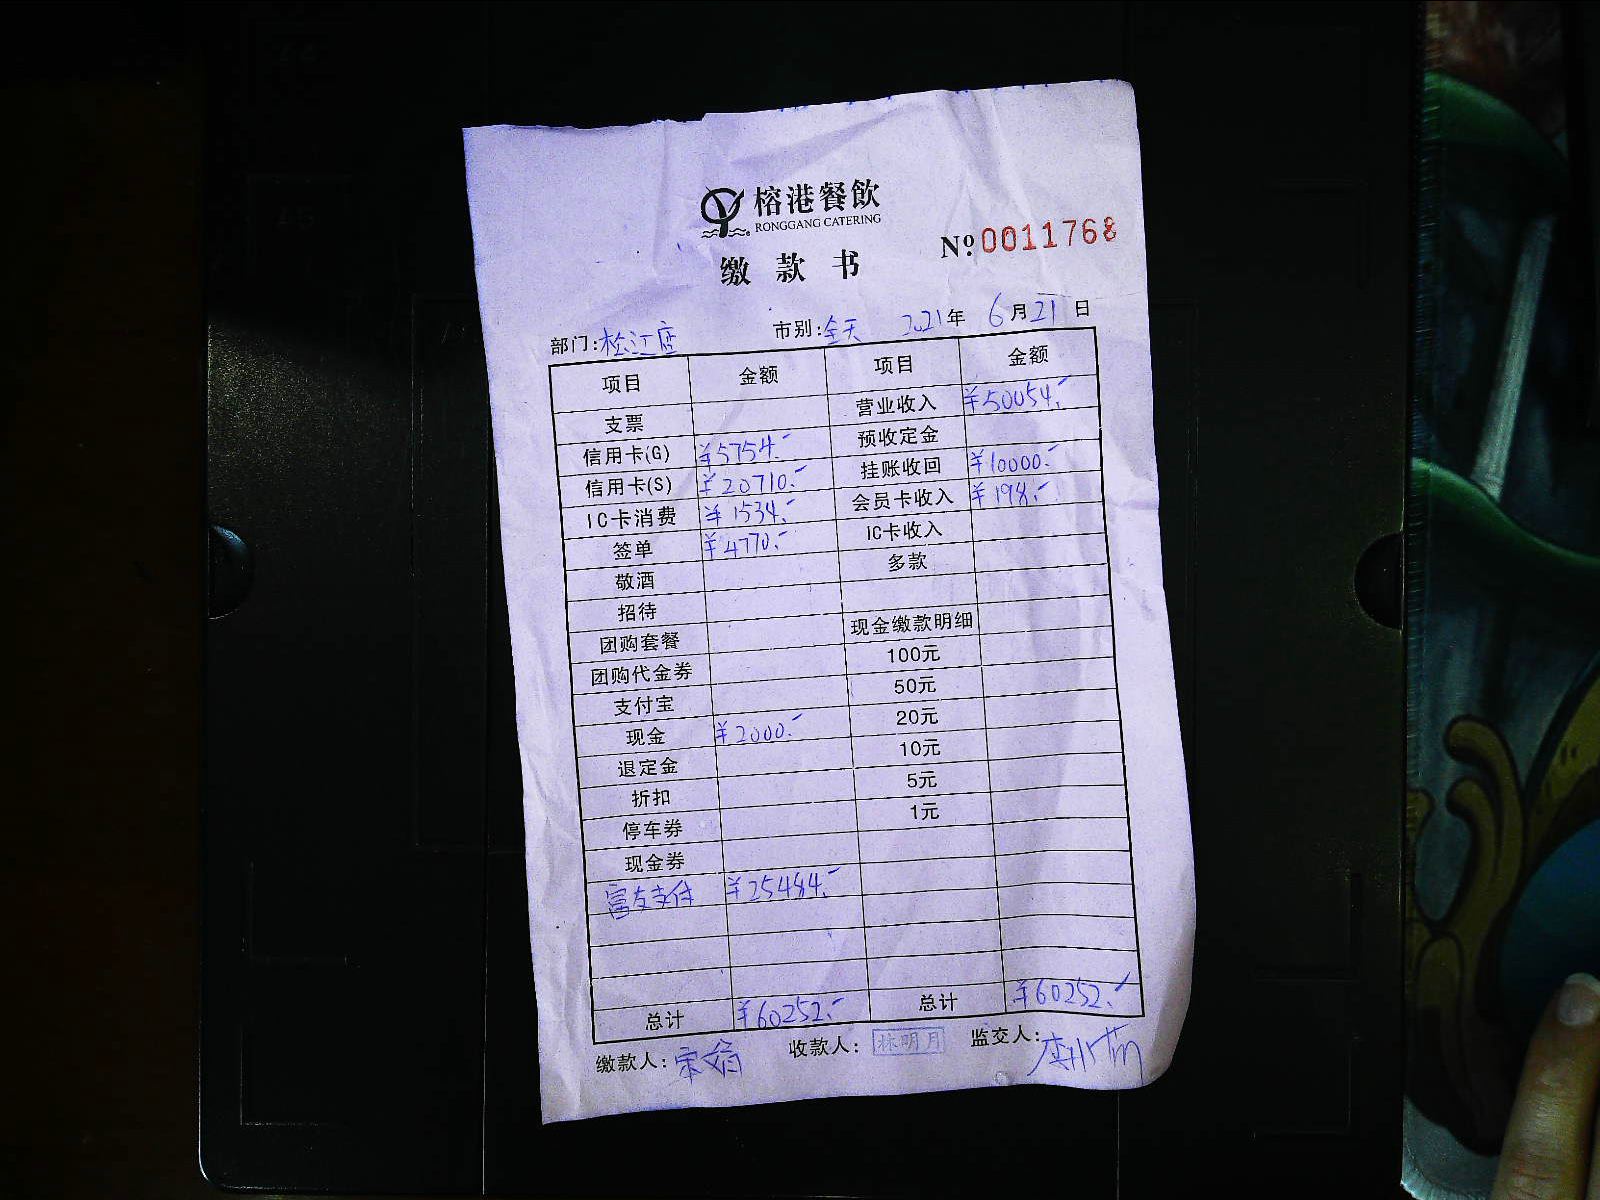 榕港餐飲
RONGGANG CATERING
No.0011768
缴款书
部门:松江店 市别:全天 2021年 6月21日
项目 金额 项目 金额
支票 营业收入 ¥50054.-
信用卡(G) ¥5754.- 预收定金
信用卡(S) ¥20710.- 挂账收回 ¥10000.-
IC卡消费 ¥1534.- 会员卡收入 ¥198.-
签单 ¥4770.- IC卡收入
敬酒 多款
招待
团购套餐 现金缴款明细
团购代金券 100元
支付宝 50元
现金 ¥2000.- 20元
退定金 10元
折扣 5元
停车券 1元
现金券
富友支付 ¥25484.-
总计 ¥60252.- 总计 ¥60252.-
缴款人: 收款人:林明月 监交人: